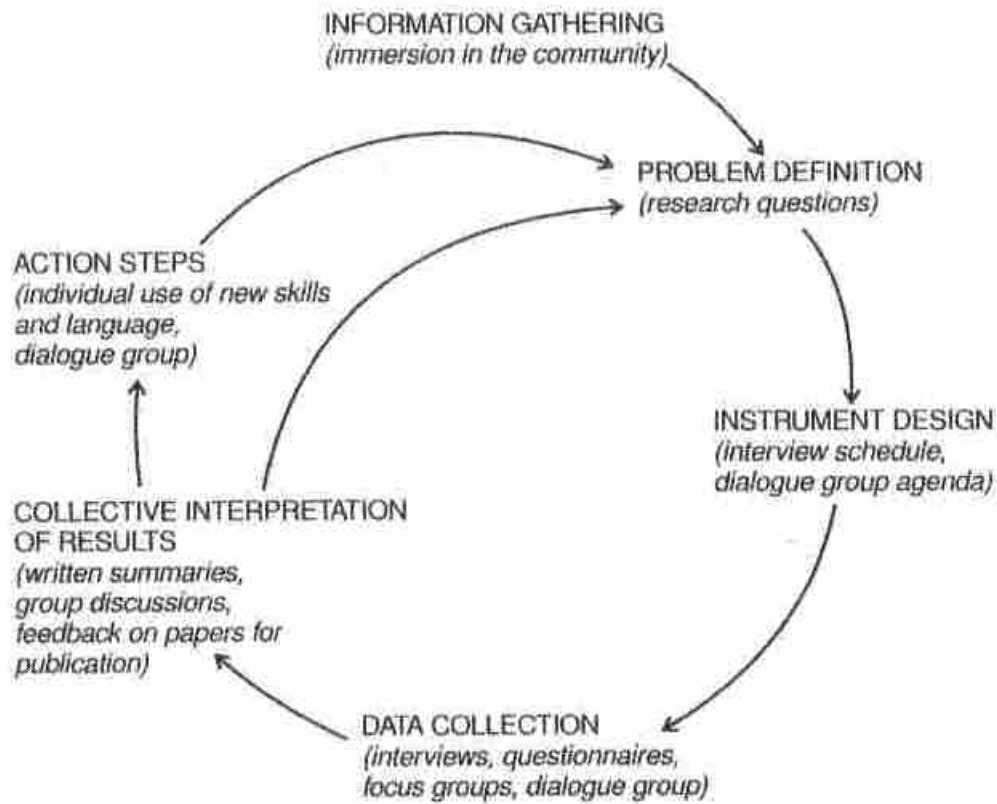 INFORMATION GATHERING
(immersion in the community)
PROBLEM DEFINITION
(research questions)
ACTION STEPS
(individual use of new skills
and language,
dialogue group)
INSTRUMENT DESIGN
(interview schedule,
dialogue group agenda)
COLLECTIVE INTERPRETATION
OF RESULTS
(written summaries,
group discussions,
feedback on papers for
publication)
DATA COLLECTION
(interviews, questionnaires,
focus groups, dialogue group)